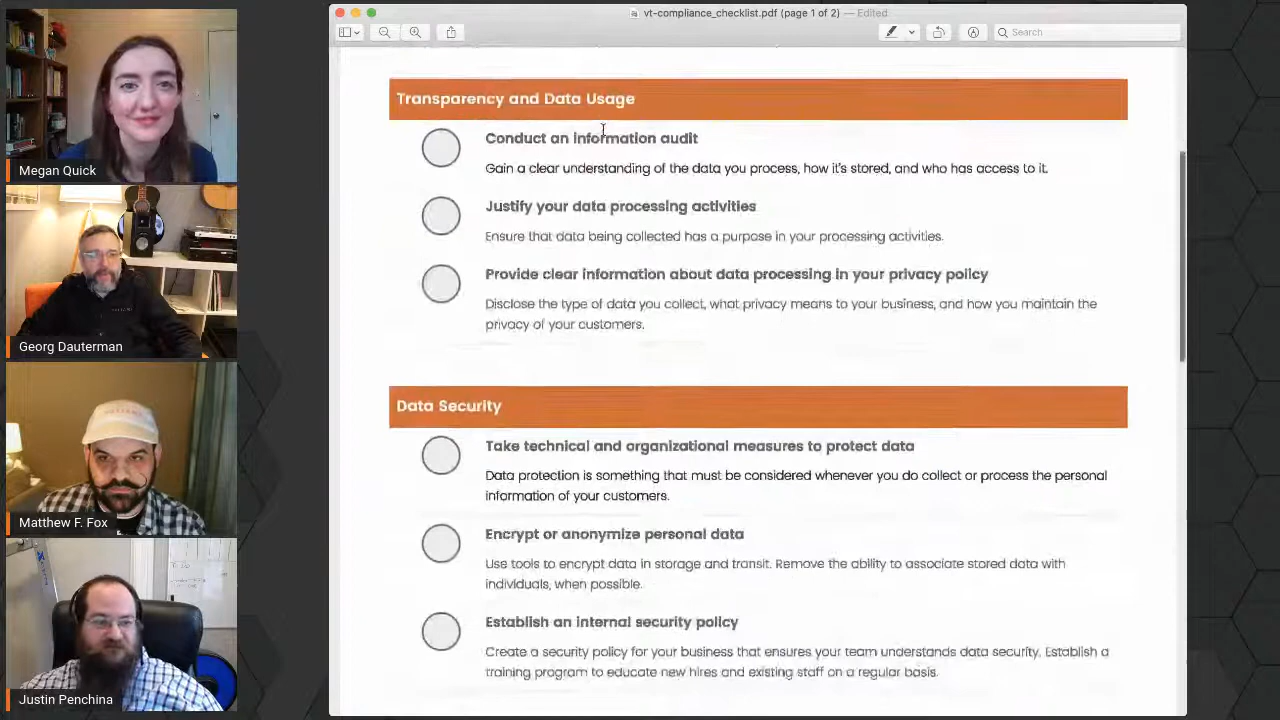 vt-compliance_checklist.pdf (page 1 of 2) — Edited
Search
Transparency and Data Usage
Conduct an information audit
Gain a clear understanding of the data you process, how it's stored, and who has access to it.
Justify your data processing activities
Ensure that data being collected has a purpose in your processing activities.
Provide clear information about data processing in your privacy policy
Disclose the type of data you collect, what privacy means to your business, and how you maintain the
privacy of your customers.
Data Security
Take technical and organizational measures to protect data
Data protection is something that must be considered whenever you do collect or process the personal
information of your customers.
Encrypt or anonymize personal data
Use tools to encrypt data in storage and transit. Remove the ability to associate stored data with
individuals, when possible.
Establish an internal security policy
Create a security policy for your business that ensures your team understands data security. Establish a
training program to educate new hires and existing staff on a regular basis.
Megan Quick
Georg Dauterman
Matthew F. Fox
Justin Penchina